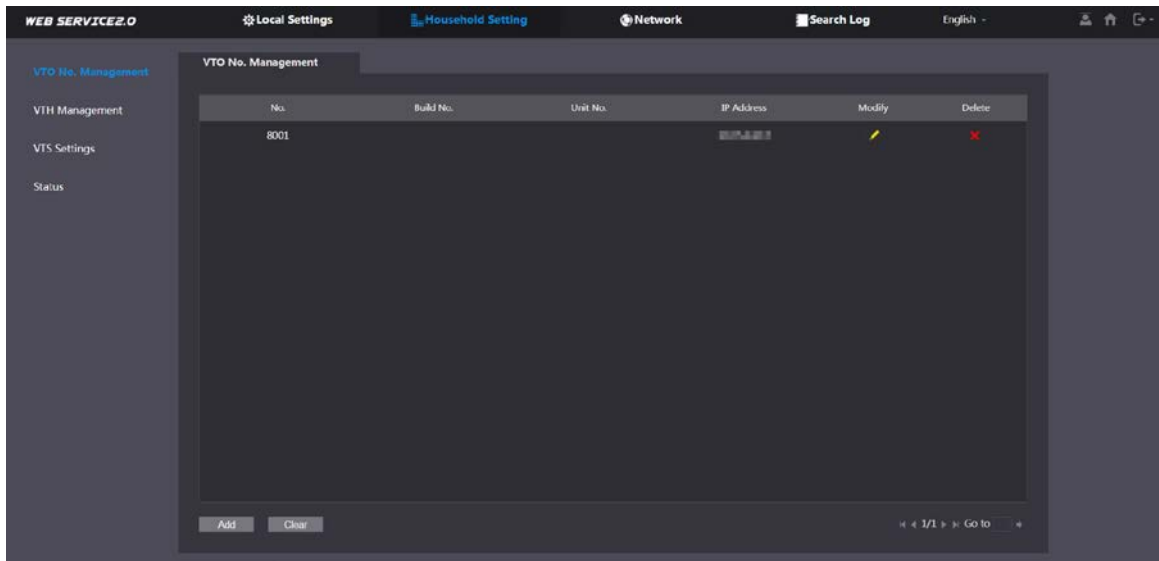 WEB SERVICE2.0 Local Settings Household Setting Network Search Log English
VTO No. Management
VTO No. Management
No. Build No. Unit No. IP Address Modify Delete
VTH Management
8001
VTS Settings
Status
Add Clear 1/1 Go to